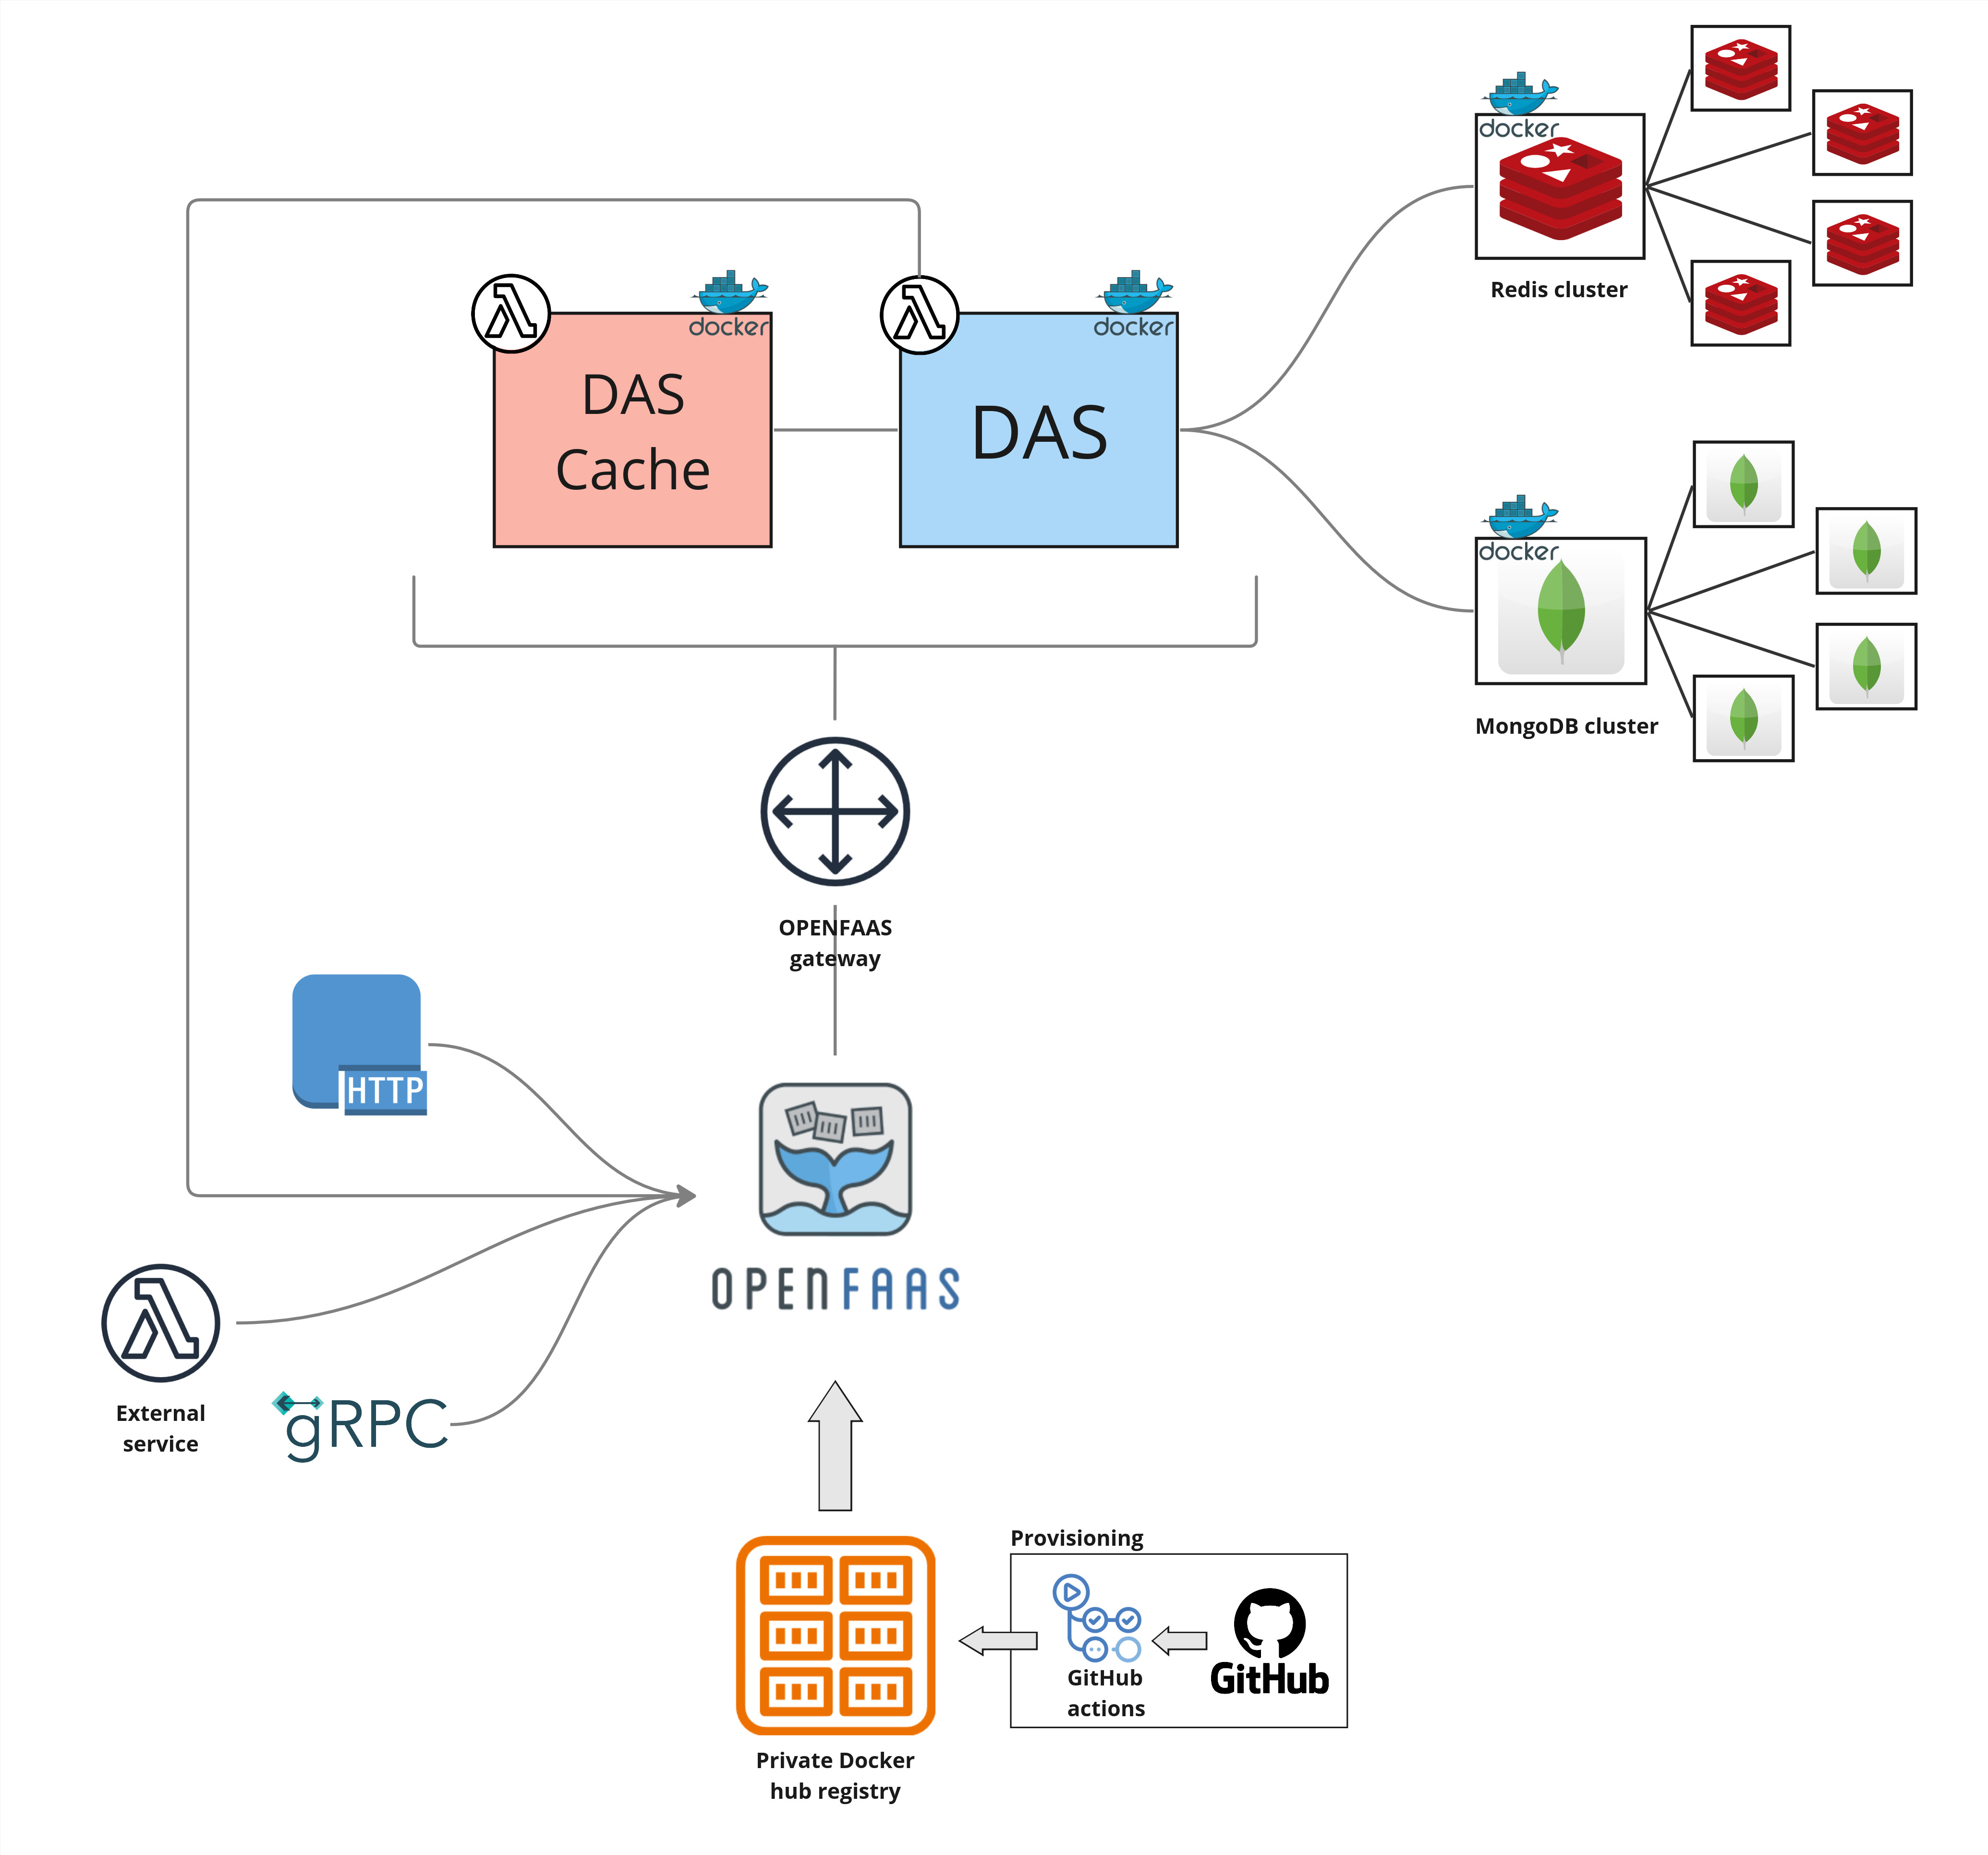 docker
Redis cluster
docker
docker
DAS
Cache
DAS
docker
MongoDB cluster
OPENFAAS
gateway
HTTP
OPENFAAS
External
service
gRPC
Provisioning
GitHub
actions
GitHub
Private Docker
hub registry